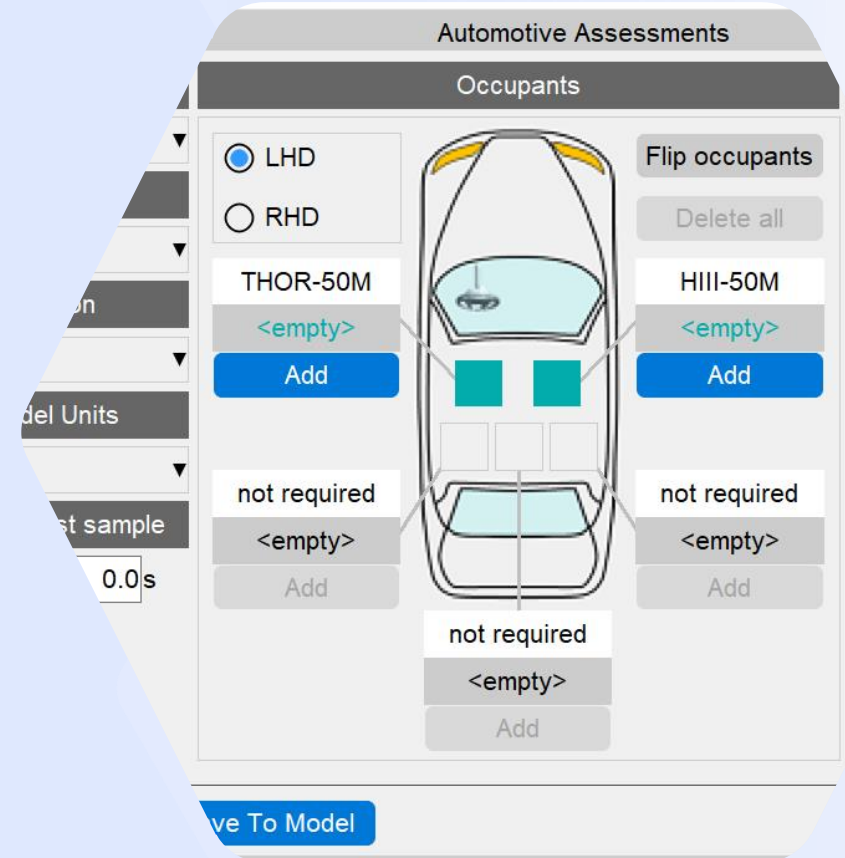 Automotive Assessments
Occupants
LHD
Flip occupants
RHD
Delete all
THOR-50M
HIII-50M
<empty>
<empty>
Add
Add
del Units
not required
not required
st sample
<empty>
<empty>
0.0 s
Add
Add
not required
<empty>
Add
ve To Model